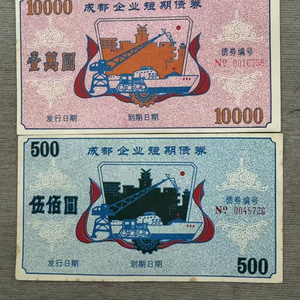 10000
成都企业短期债券
壹萬圆
债券编号
No 0016758
10000
发行日期
到期日期
500
成都企业短期债券
伍佰圆
债券编号
No 0045726
发行日期
到期日期
500